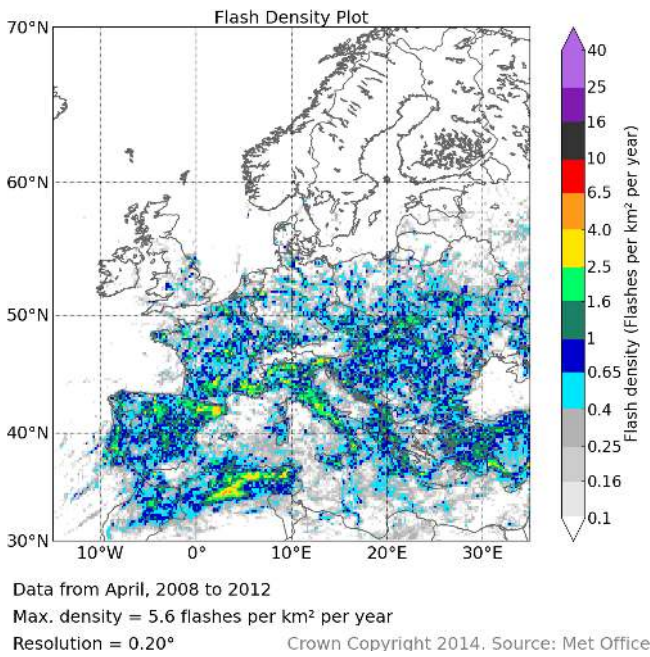 Flash Density Plot
70°N
60°N
50°N
40°N
30°N
10°W 0° 10°E 20°E 30°E
40
25
16
10
6.5
4.0
2.5
1.6
1
0.65
0.4
0.25
0.16
0.1
Flash density (Flashes per km² per year)
Data from April, 2008 to 2012
Max. density = 5.6 flashes per km² per year
Resolution = 0.20° Crown Copyright 2014. Source: Met Office